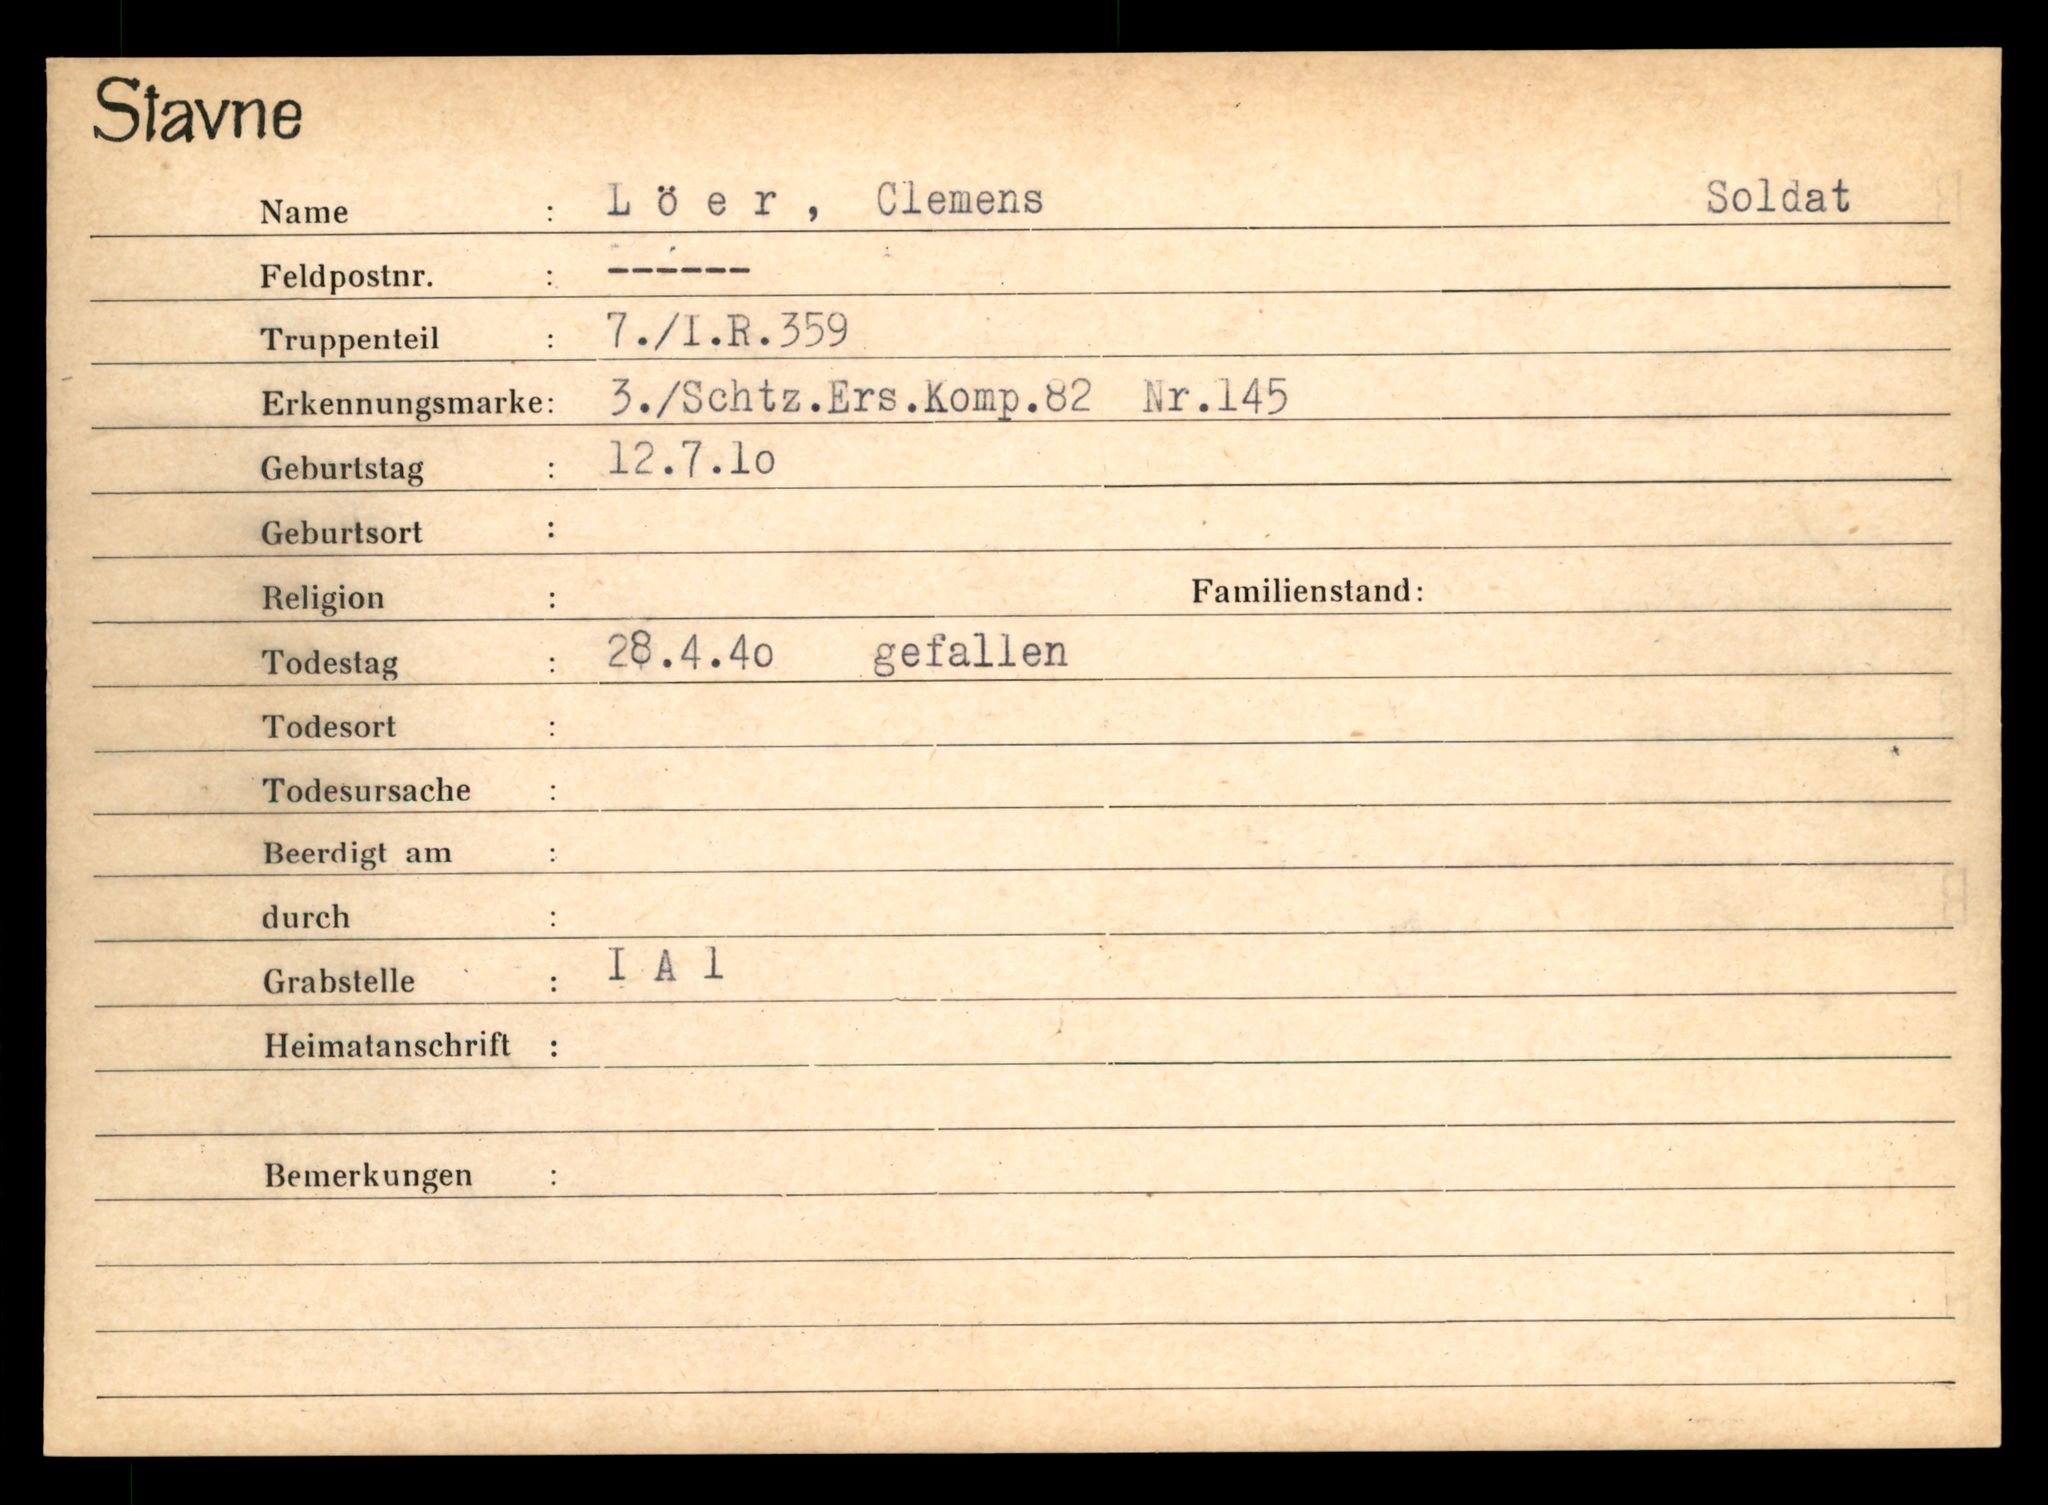 Stavne
Name : L ö e r , Clemens Soldat
Feldpostnr. : ------
Truppenteil : 7./I.R.359
Erkennungsmarke: 3./Schtz.Ers.Komp.82 Nr.145
Geburtstag : 12.7.1o
Geburtsort :
Religion : Familienstand:
Todestag : 28.4.4o gefallen
Todesort :
Todesursache :
Beerdigt am :
durch :
Grabstelle : I A 1
Heimatanschrift :
Bemerkungen :